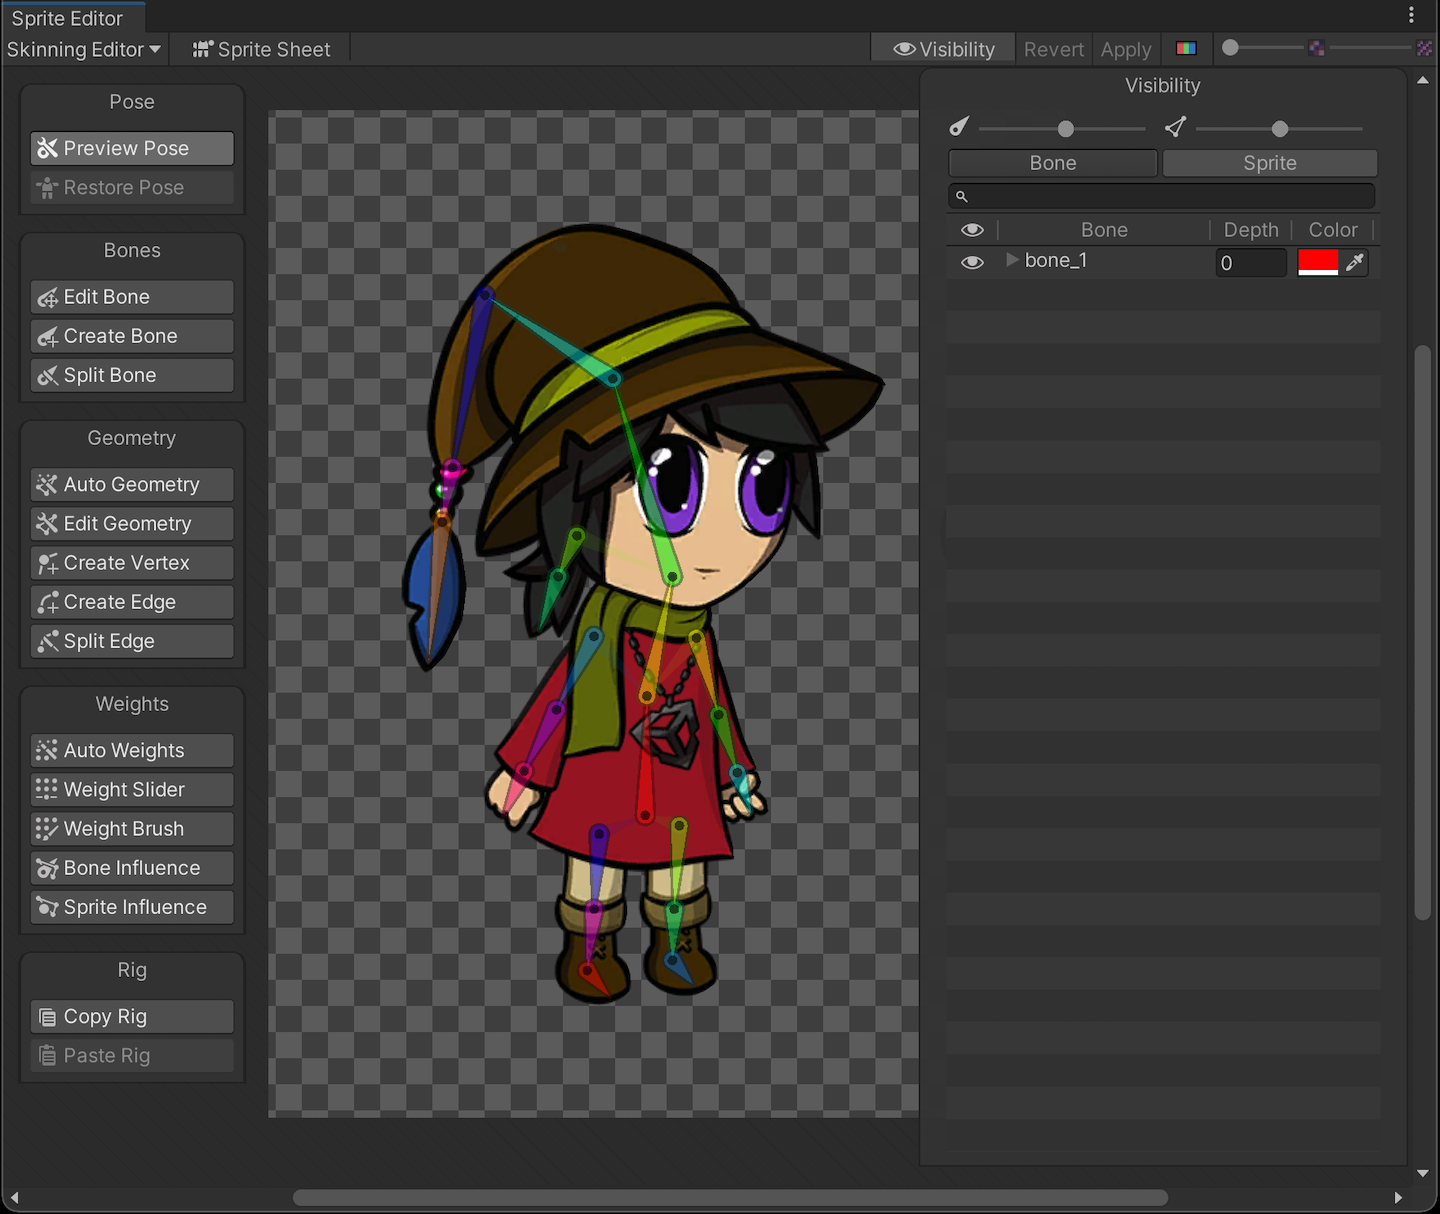 Sprite Editor
Skinning Editor
Sprite Sheet
Visibility
Revert
Apply
Pose
Preview Pose
Restore Pose
Bones
Edit Bone
Create Bone
Split Bone
Geometry
Auto Geometry
Edit Geometry
Create Vertex
Create Edge
Split Edge
Weights
Auto Weights
Weight Slider
Weight Brush
Bone Influence
Sprite Influence
Rig
Copy Rig
Paste Rig
Visibility
Bone
Sprite
Bone Depth Color
bone_1 0